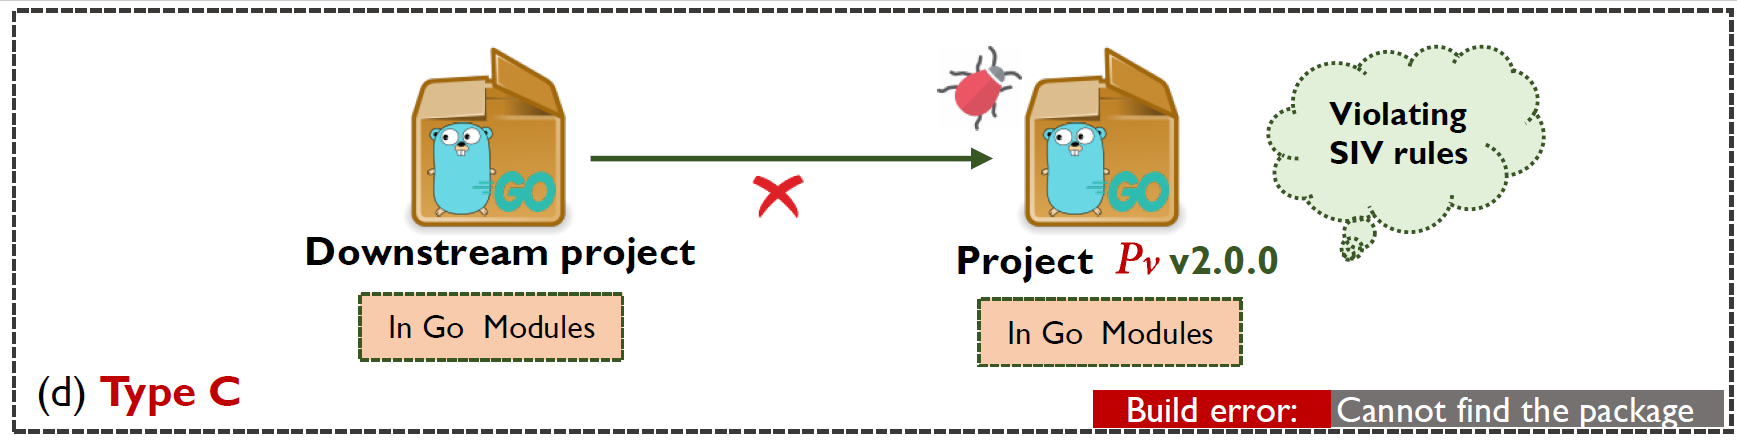 GO
GO
Violating
SIV rules
Downstream project
Project Pv v2.0.0
In Go Modules
In Go Modules
(d) Type C
Build error: Cannot find the package